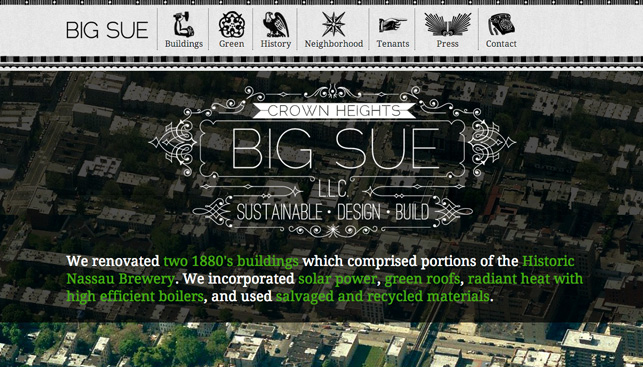 BIG SUE
Buildings
Green
History
Neighborhood
Tenants
Press
Contact
CROWN HEIGHTS
BIG SUE
LLC
SUSTAINABLE • DESIGN • BUILD
We renovated two 1880's buildings which comprised portions of the Historic
Nassau Brewery. We incorporated solar power, green roofs, radiant heat with
high efficient boilers, and used salvaged and recycled materials.